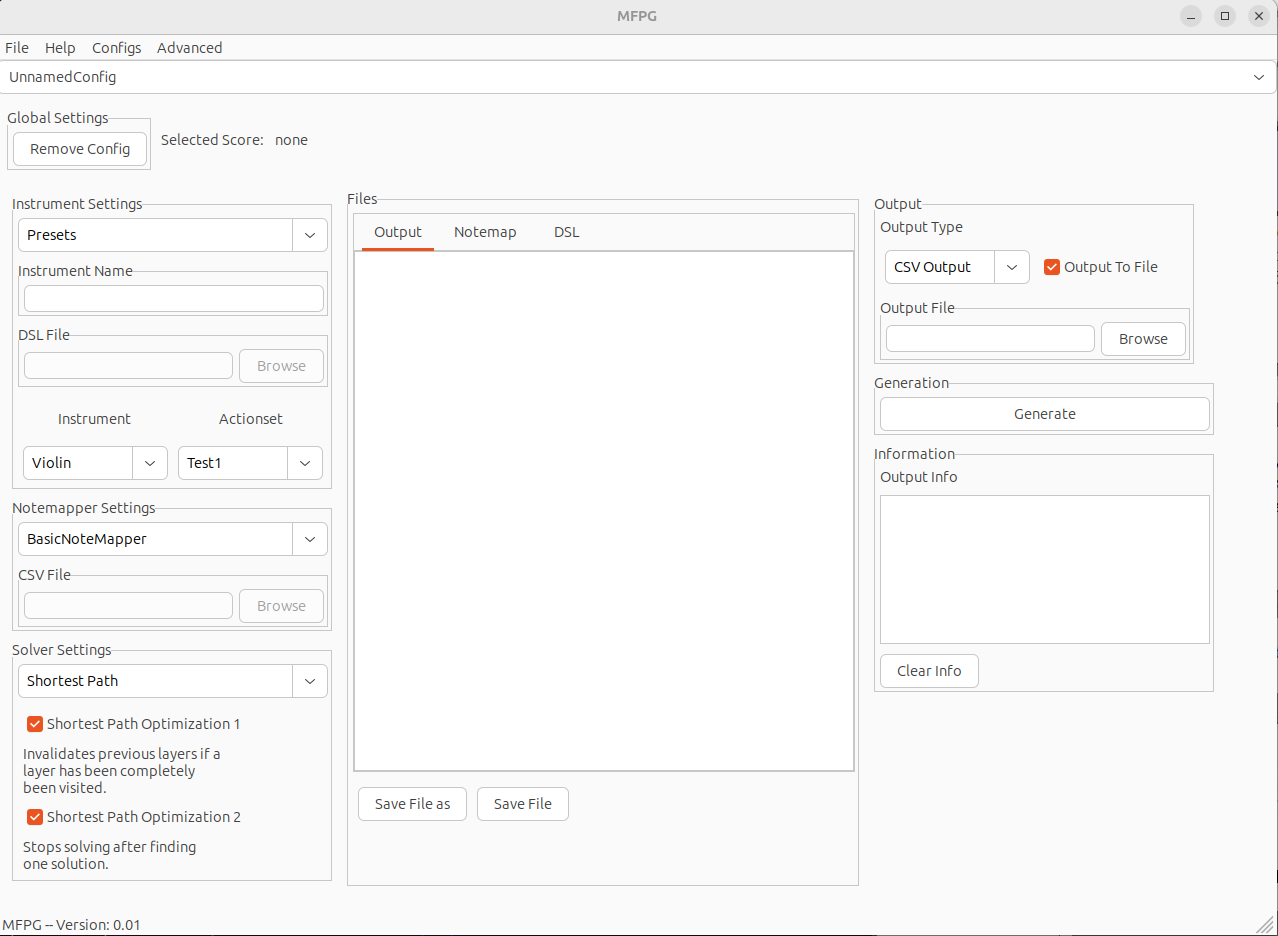 MFPG
File Help Configs Advanced
UnnamedConfig
Global Settings
Remove Config
Selected Score: none
Instrument Settings
Presets
Instrument Name
DSL File
Browse
Instrument Actionset
Violin Test1
Notemapper Settings
BasicNoteMapper
CSV File
Browse
Solver Settings
Shortest Path
Shortest Path Optimization 1
Invalidates previous layers if a
layer has been completely
been visited.
Shortest Path Optimization 2
Stops solving after finding
one solution.
Files
Output Notemap DSL
Save File as Save File
Output
Output Type
CSV Output Output To File
Output File
Browse
Generation
Generate
Information
Output Info
Clear Info
MFPG -- Version: 0.01